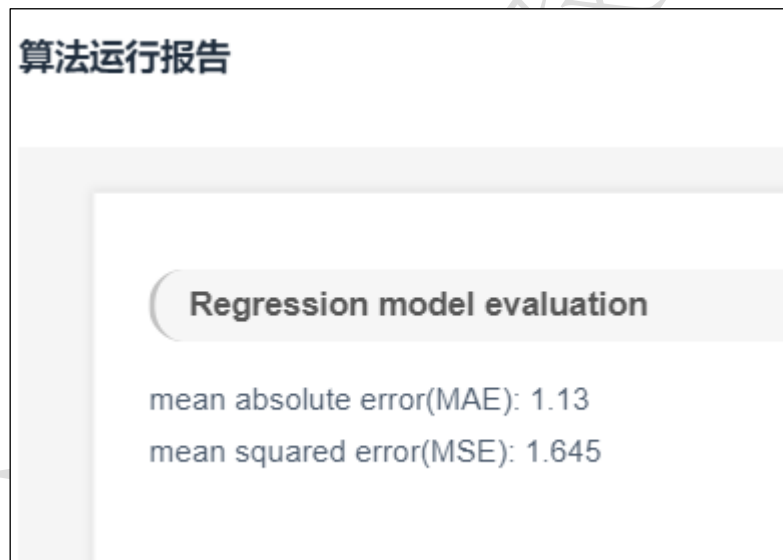 算法运行报告
Regression model evaluation
mean absolute error(MAE): 1.13
mean squared error(MSE): 1.645